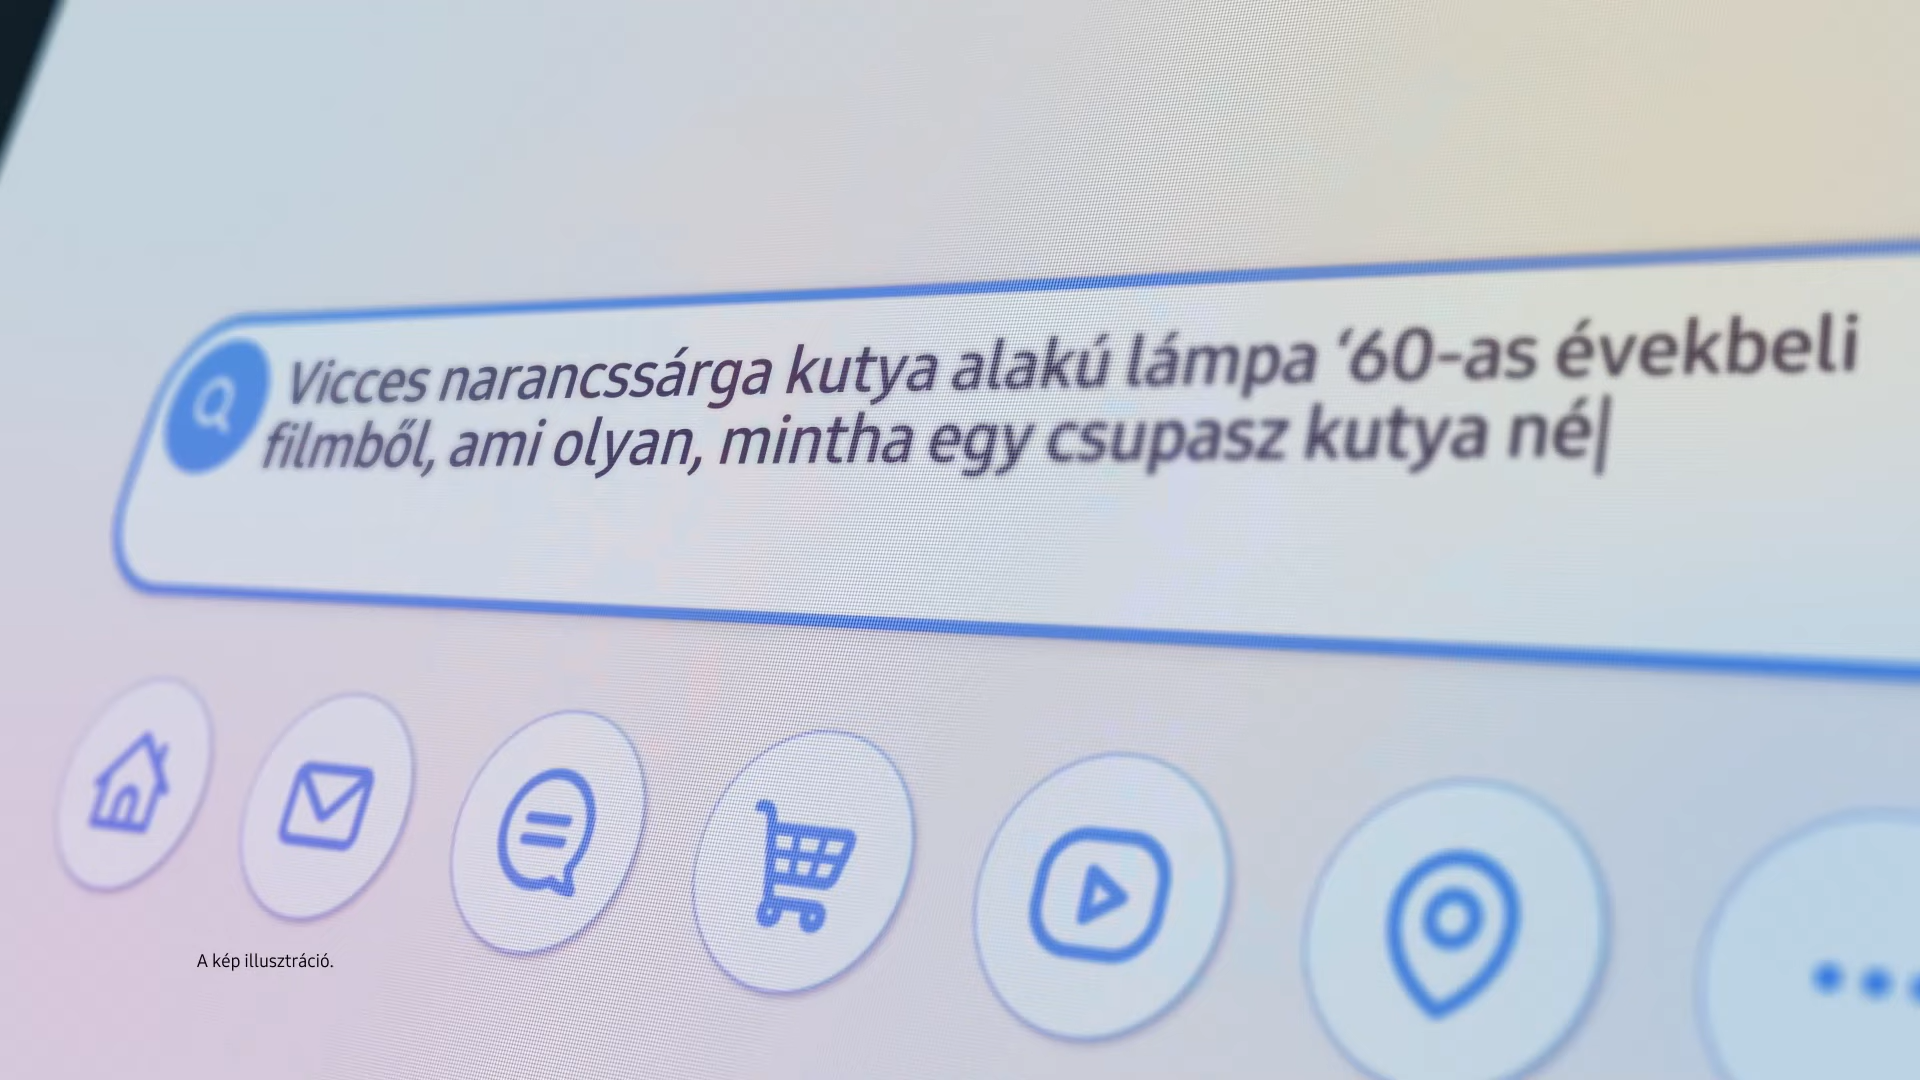 Vicces narancssárga kutya alakú lámpa ‘60-as évekbeli
filmből, ami olyan, mintha egy csupasz kutya né
A kép illusztráció.